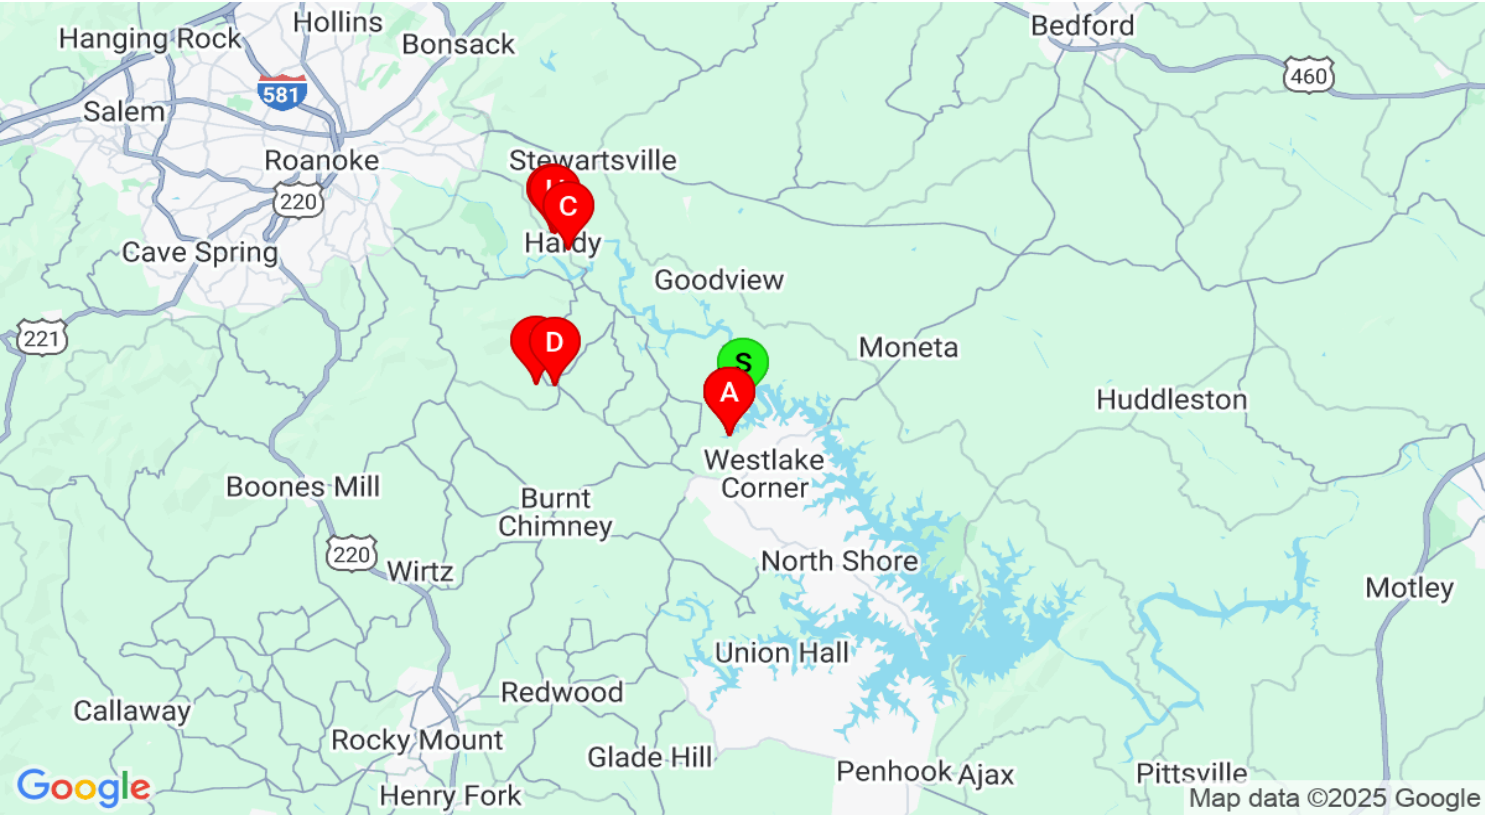 Hollins
Hanging Rock
Bonsack
Bedford
581
460
Salem
Roanoke
Stewartsville
220
C
Hardy
Cave Spring
Goodview
221
D
S
Moneta
A
Huddleston
Westlake
Corner
Boones Mill
Burnt
Chimney
220
North Shore
Wirtz
Motley
Union Hall
Redwood
Callaway
Rocky Mount
Glade Hill
Penhook
Ajax
Pittsville
Google
Henry Fork
Map data ©2025 Google